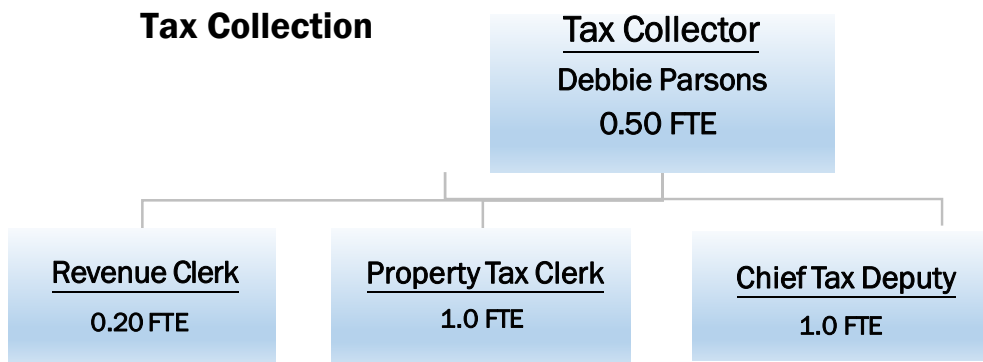 Tax Collection
Tax Collector
Debbie Parsons
0.50 FTE
Revenue Clerk
0.20 FTE
Property Tax Clerk
1.0 FTE
Chief Tax Deputy
1.0 FTE